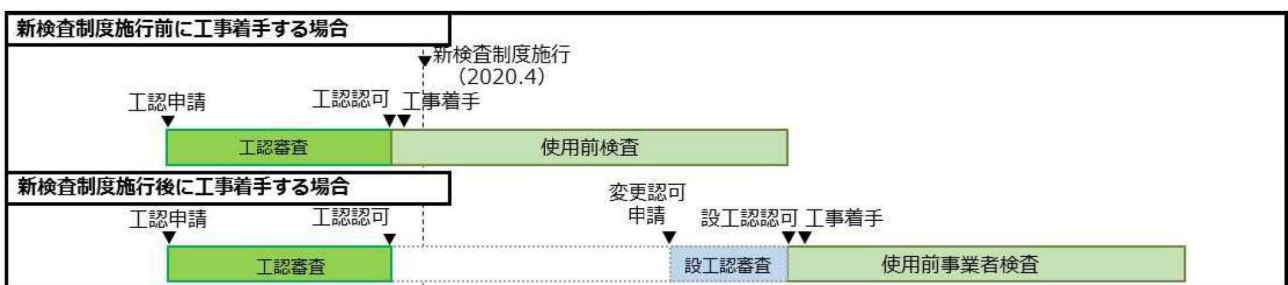 新検査制度施行前に工事着手する場合
新検査制度施行
（2020.4）
工認申請
工認認可
工事着手
工認審査
使用前検査
新検査制度施行後に工事着手する場合
変更認可
申請
工認申請
工認認可
設工認認可
工事着手
工認審査
設工認審査
使用前事業者検査